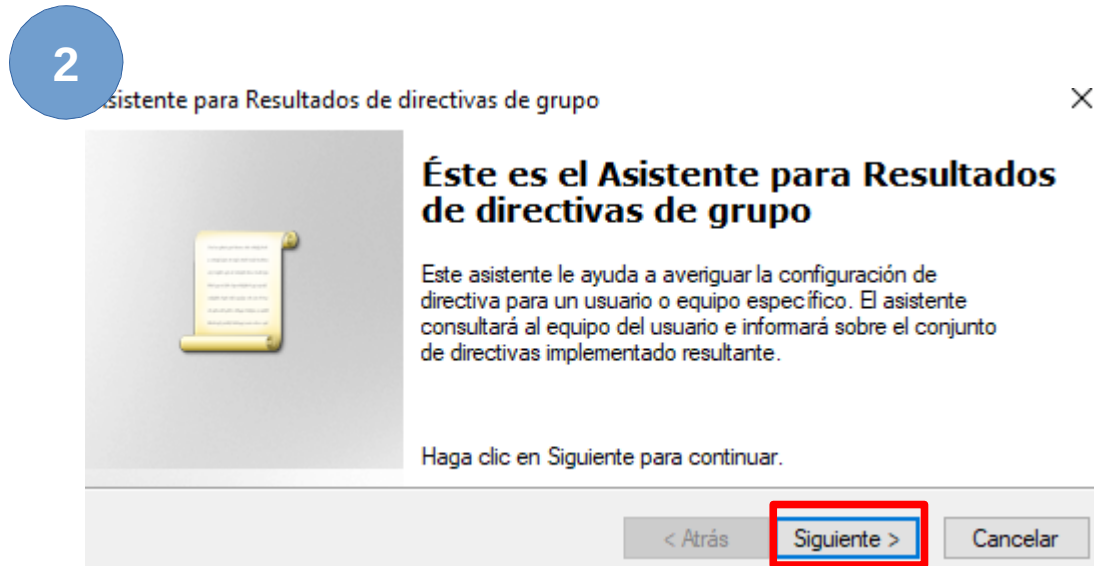 2
sistente para Resultados de directivas de grupo
Éste es el Asistente para Resultados
de directivas de grupo
Este asistente le ayuda a averiguar la configuración de
directiva para un usuario o equipo específico. El asistente
consultará al equipo del usuario e informará sobre el conjunto
de directivas implementado resultante.
Haga clic en Siguiente para continuar.
< Atrás Siguiente > Cancelar